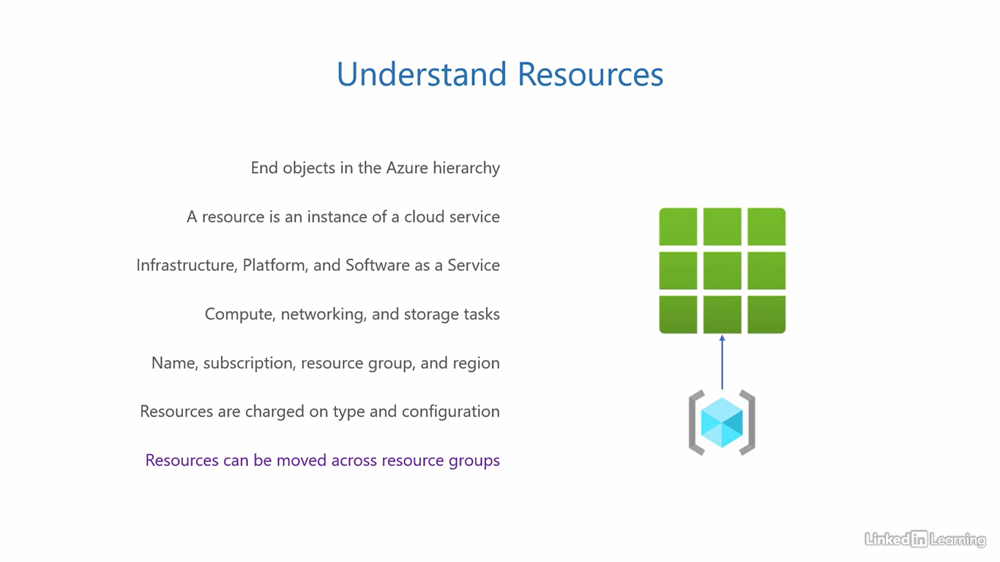 Understand Resources
End objects in the Azure hierarchy
A resource is an instance of a cloud service
Infrastructure, Platform, and Software as a Service
Compute, networking, and storage tasks
Name, subscription, resource group, and region
Resources are charged on type and configuration
Resources can be moved across resource groups
Linked in Learning